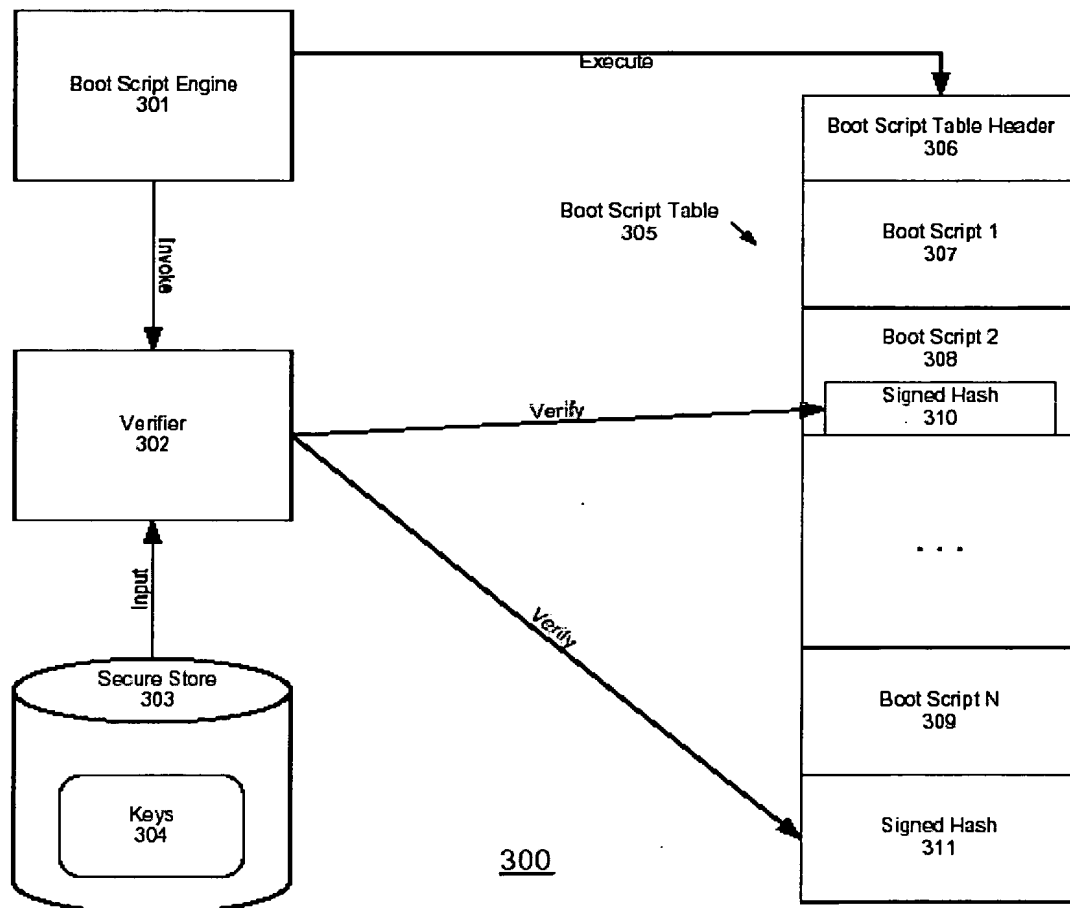 Boot Script Engine
301
Execute
Boot Script Table Header
306
Boot Script Table
305
Boot Script 1
307
Invoke
Boot Script 2
308
Signed Hash
310
Verifier
302
Verify
. . .
Input
Verify
Secure Store
303
Boot Script N
309
Keys
304
Signed Hash
311
300